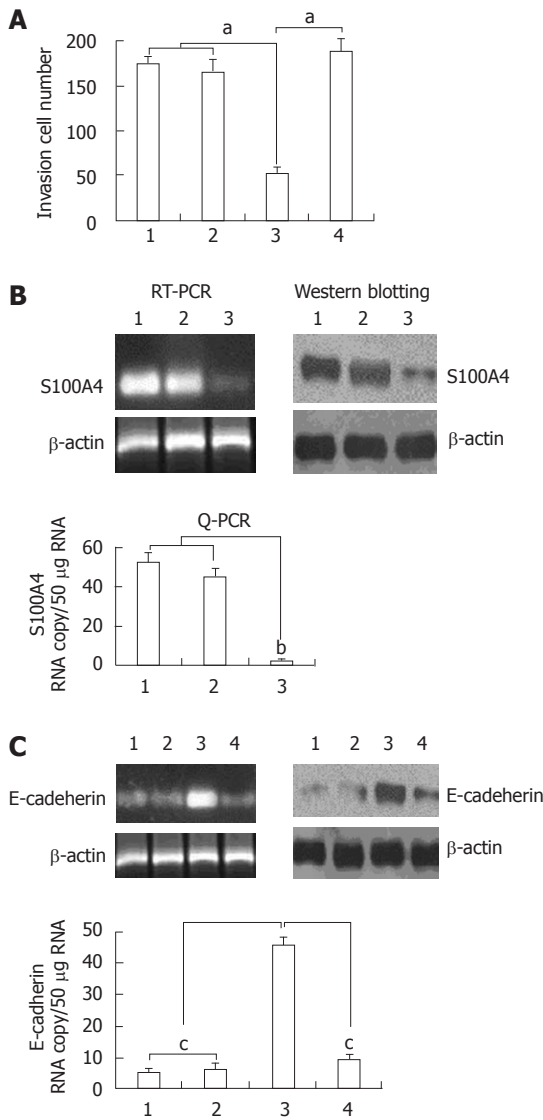 A
a
a
200
150
100
50
0
Invasion cell number
1 2 3 4
B
RT-PCR
Western blotting
1 2 3
1 2 3
S100A4
S100A4
β-actin
β-actin
Q-PCR
60
40
20
0
S100A4
RNA copy/50 μg RNA
b
1 2 3
C
1 2 3 4
1 2 3 4
E-cadeherin
E-cadeherin
β-actin
β-actin
50
40
30
20
10
0
E-cadherin
RNA copy/50 μg RNA
c
c
1 2 3 4